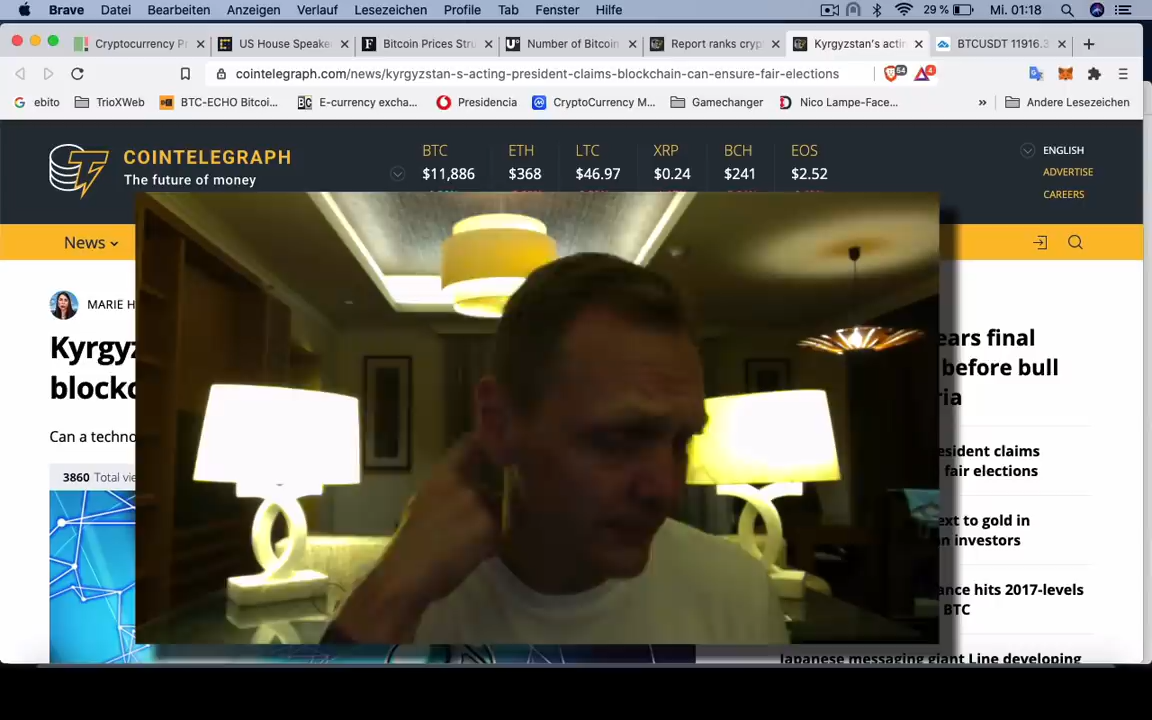 Brave Datei Bearbeiten Anzeigen Verlauf Lesezeichen Profile Tab Fenster Hilfe 29 % Mi. 01:18
Cryptocurrency P US House Speake Bitcoin Prices Stru Number of Bitcoin Report ranks cryp Kyrgyzstan's actin BTCUSDT 11916.3
cointelegraph.com/news/kyrgyzstan-s-acting-president-claims-blockchain-can-ensure-fair-elections 54 4
ebito TrioXWeb BTC-ECHO Bitcoi... E-currency excha... Presidencia CryptoCurrency M... Gamechanger Nico Lampe-Face... » Andere Lesezeichen
COINTELEGRAPH
The future of money
BTC ETH LTC XRP BCH EOS
$11,886 $368 $46.97 $0.24 $241 $2.52
ENGLISH
ADVERTISE
CAREERS
News
MARIE H
Kyrgyz
blockc
Can a techno
3860 Total vie
ears final
before bull
ria
esident claims
fair elections
ext to gold in
n investors
ance hits 2017-levels
BTC
Japanese messaging giant Line developing